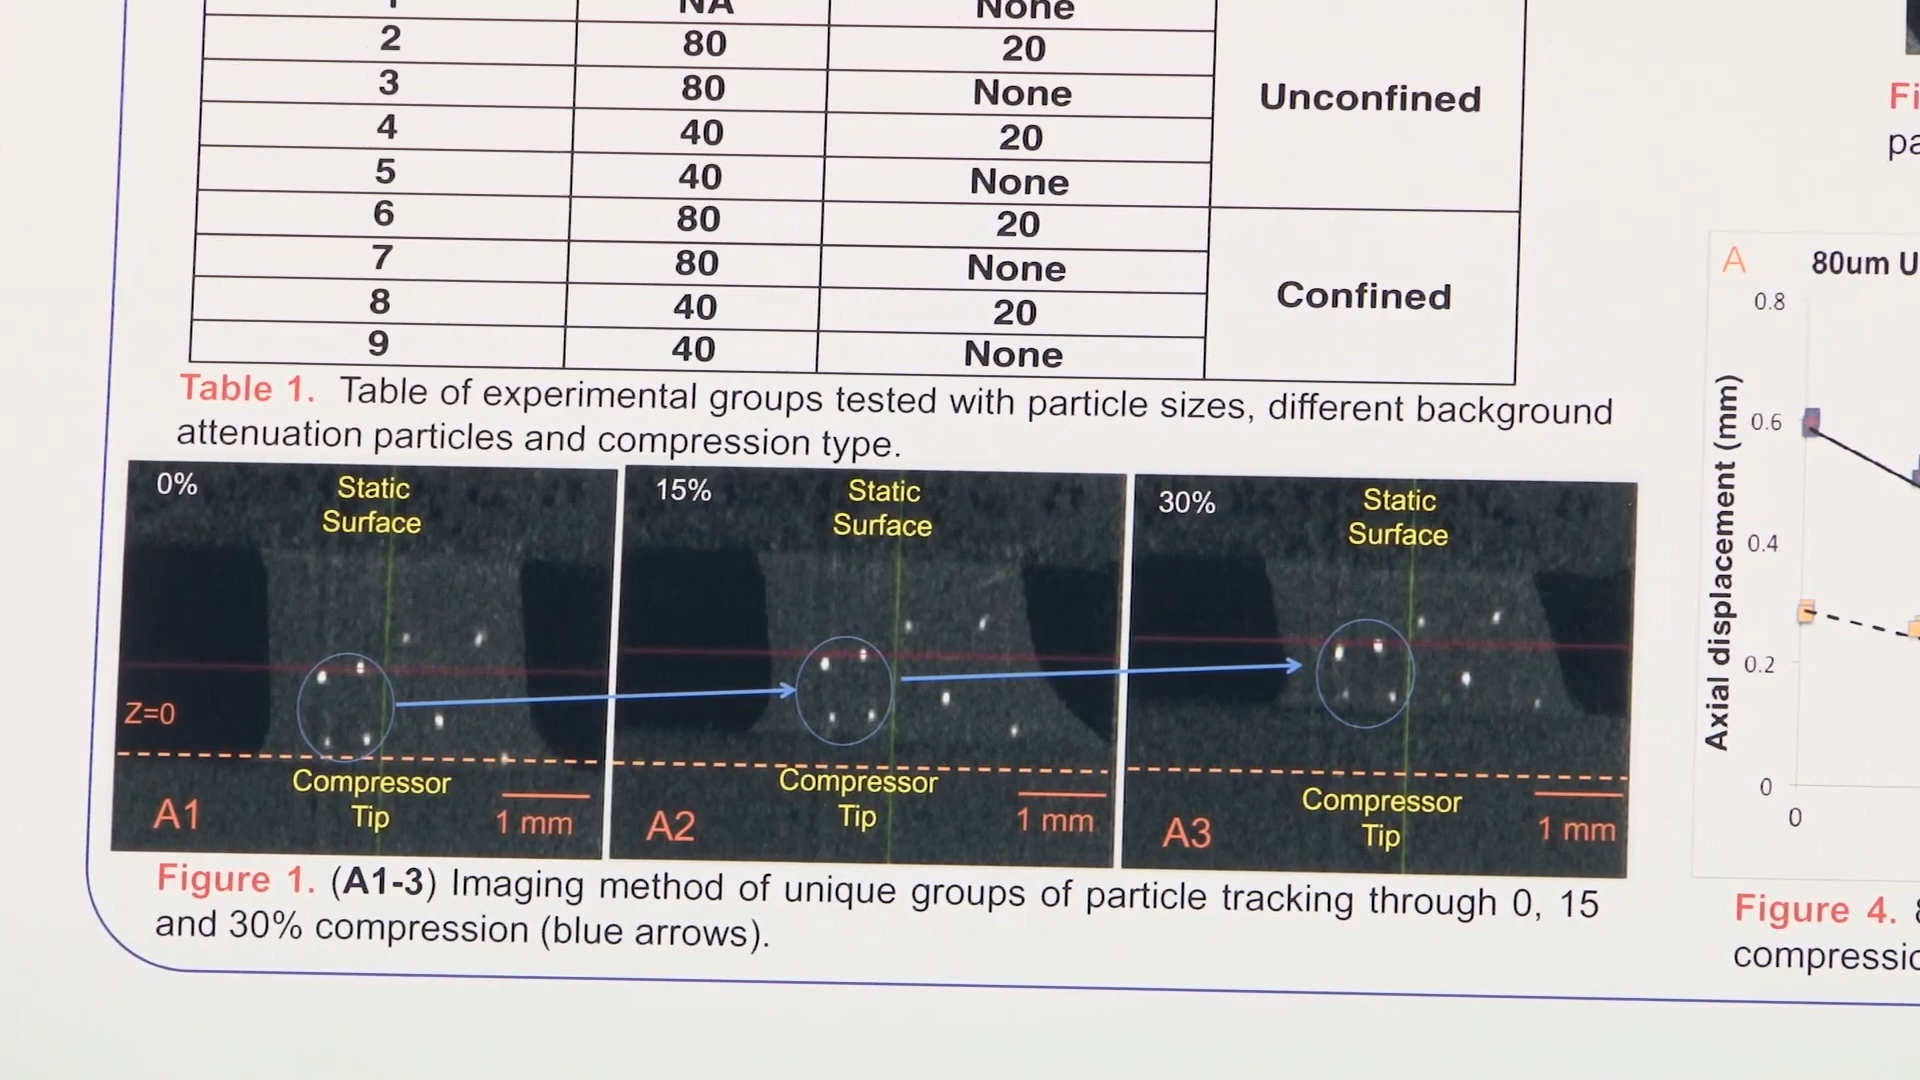 1 NA None
2 80 20
3 80 None
Unconfined
4 40 20
5 40 None
6 80 20
7 80 None
Confined
8 40 20
9 40 None
Table 1. Table of experimental groups tested with particle sizes, different background
attenuation particles and compression type.
0%
Static
Surface
Z=0
Compressor
Tip
A1
1 mm
15%
Static
Surface
Compressor
Tip
A2
1 mm
30%
Static
Surface
Compressor
Tip
A3
1 mm
Figure 1. (A1-3) Imaging method of unique groups of particle tracking through 0, 15
and 30% compression (blue arrows).
Fi
pa
A
80um U
Axial displacement (mm)
0.8
0.6
0.4
0.2
0
0
Figure 4.
compressic